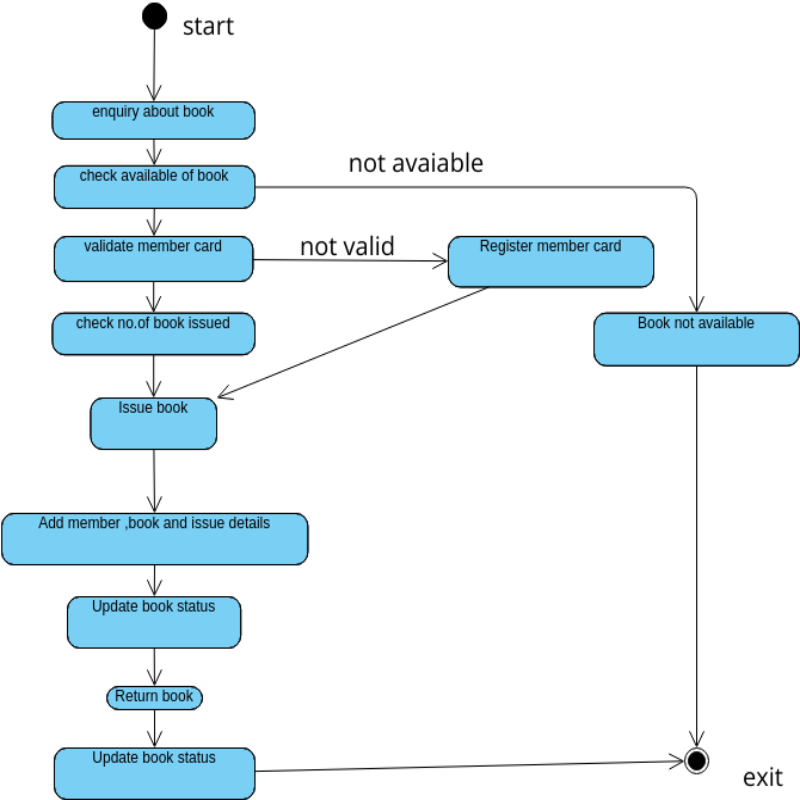 start
enquiry about book
not avaiable
check available of book
not valid
validate member card
Register member card
check no.of book issued
Book not available
Issue book
Add member ,book and issue details
Update book status
Return book
Update book status
exit